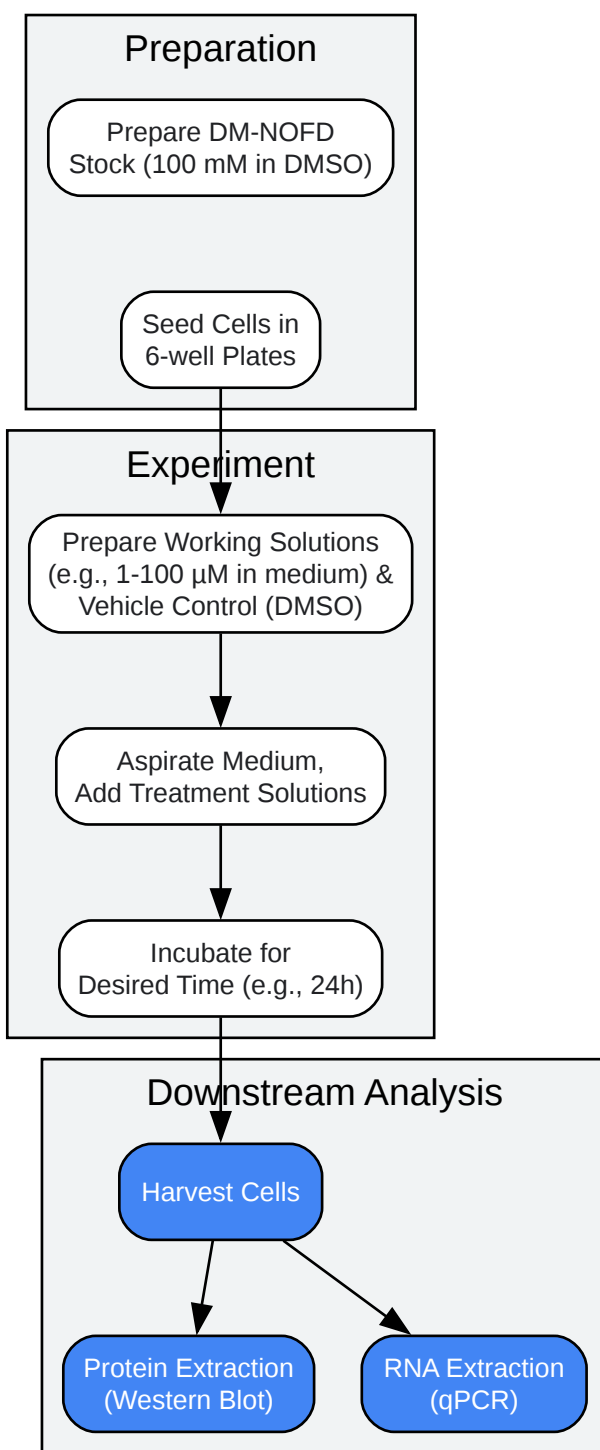 Preparation
Prepare DM-NOFD
Stock (100 mM in DMSO)
Seed Cells in
6-well Plates
Experiment
Prepare Working Solutions
(e.g., 1-100 µM in medium) &
Vehicle Control (DMSO)
Aspirate Medium,
Add Treatment Solutions
Incubate for
Desired Time (e.g., 24h)
Downstream Analysis
Harvest Cells
Protein Extraction
(Western Blot)
RNA Extraction
(qPCR)